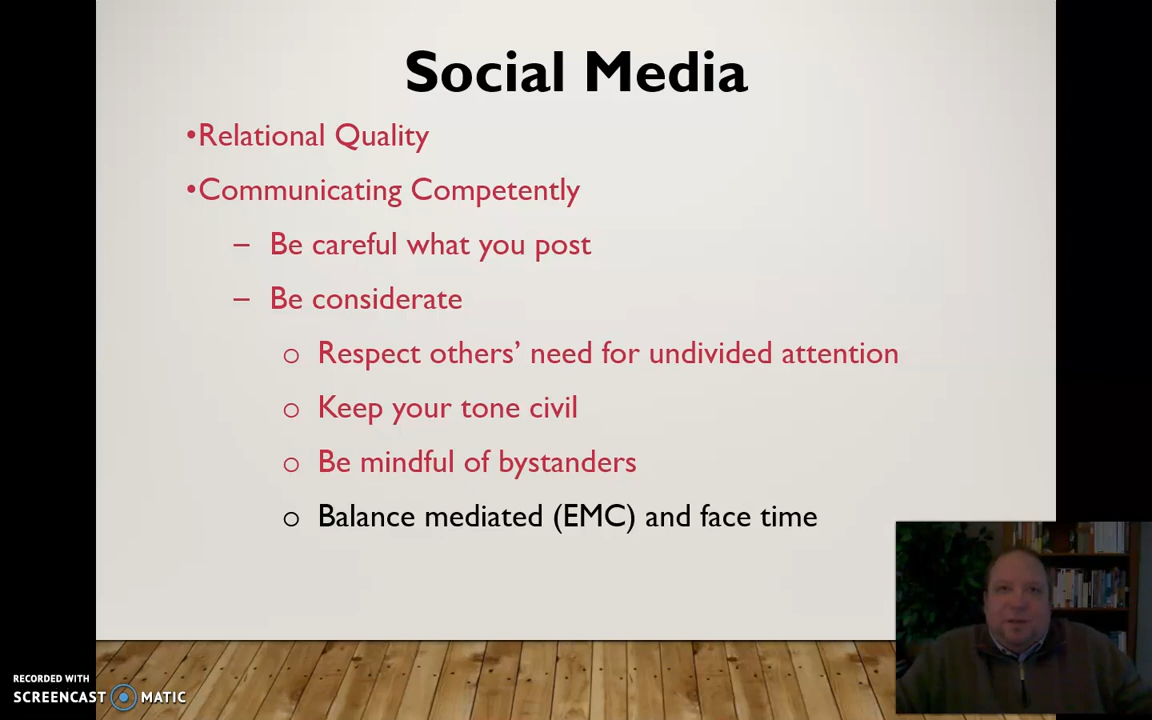 Social Media
•Relational Quality
•Communicating Competently
– Be careful what you post
– Be considerate
o Respect others’ need for undivided attention
o Keep your tone civil
o Be mindful of bystanders
o Balance mediated (EMC) and face time
RECORDED WITH
SCREENCAST MATIC